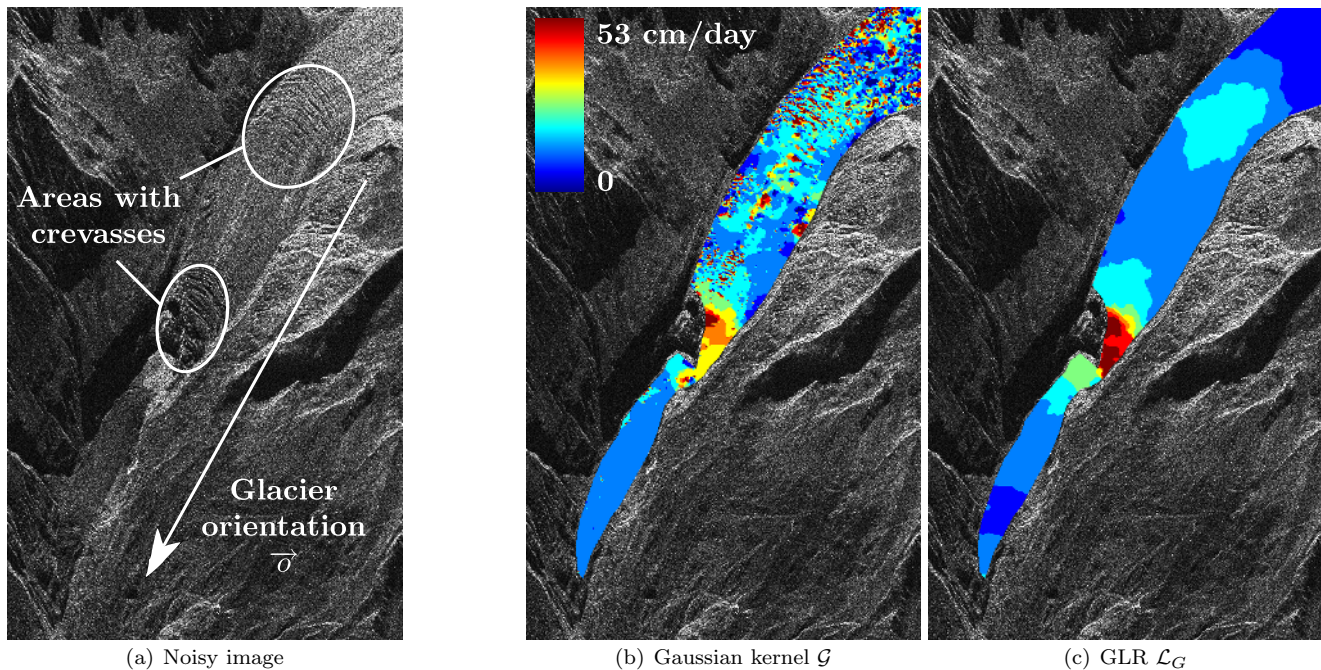 Areas with
crevasses
Glacier
orientation
o
53 cm/day
0
(a) Noisy image
(b) Gaussian kernel 𝒢
(c) GLR ℒ_G